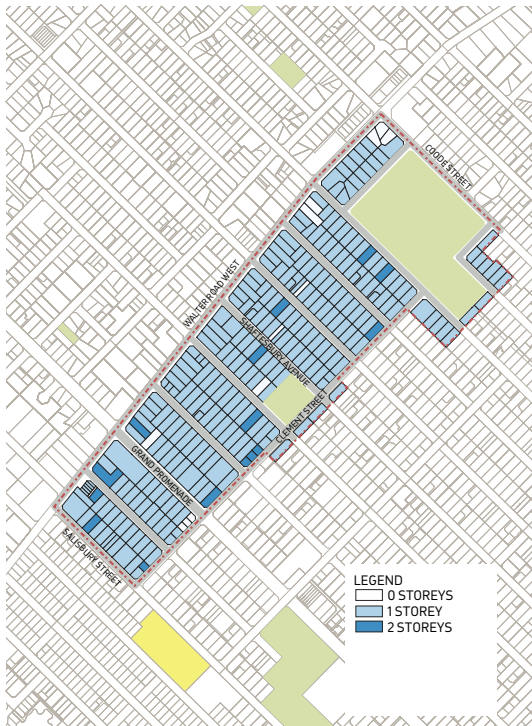 COODE STREET
WALTER ROAD WEST
SHAFTESBURY AVENUE
CLEMENT STREET
GRAND PROMENADE
SALISBURY STREET
LEGEND
0 STOREYS
1 STOREY
2 STOREYS